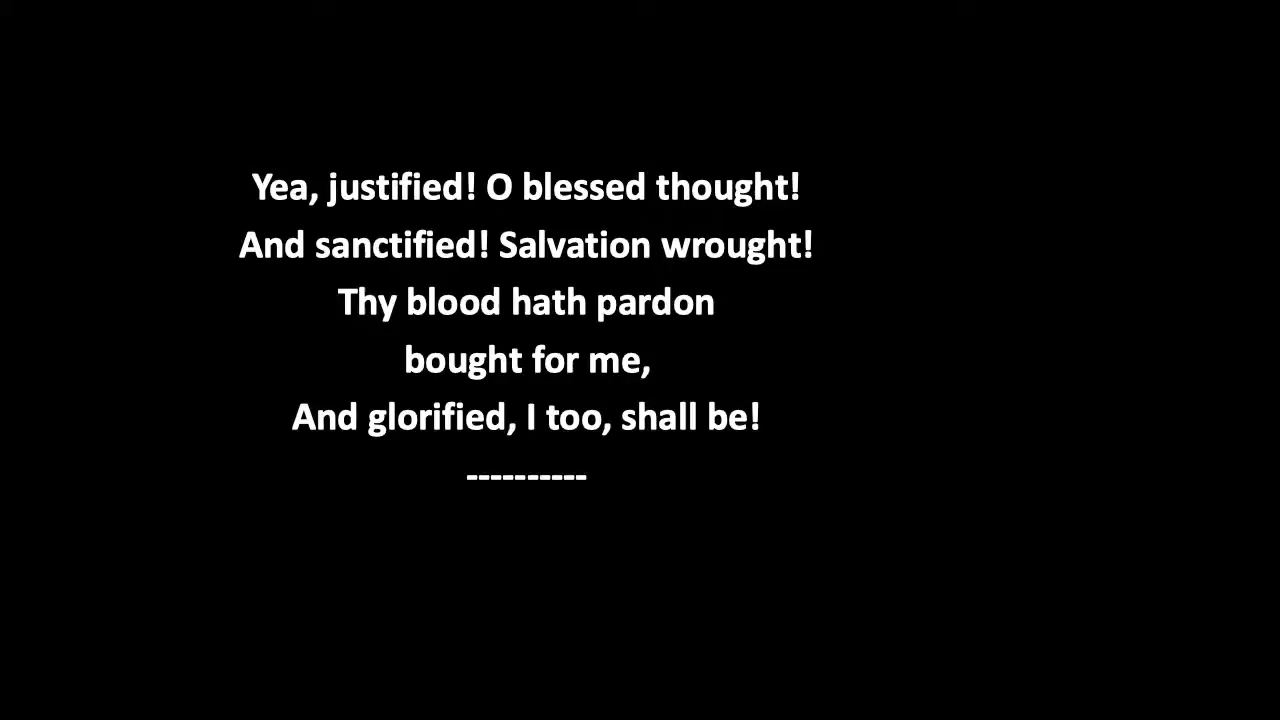 Yea, justified! O blessed thought!
And sanctified! Salvation wrought!
Thy blood hath pardon
bought for me,
And glorified, I too, shall be!
----------